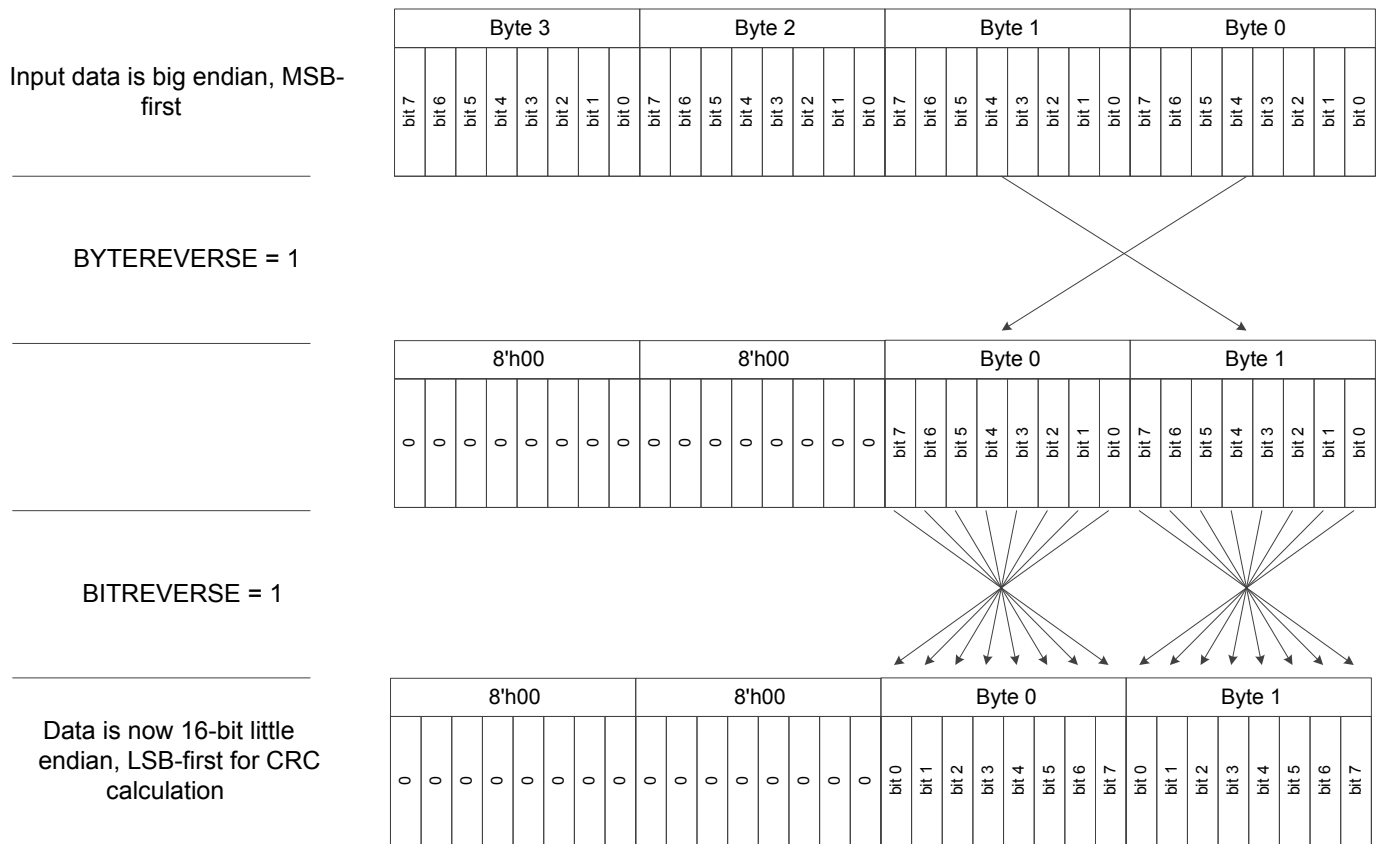 Byte 3 Byte 2 Byte 1 Byte 0
Input data is big endian, MSB-
first
bit 7 bit 6 bit 5 bit 4 bit 3 bit 2 bit 1 bit 0 bit 7 bit 6 bit 5 bit 4 bit 3 bit 2 bit 1 bit 0 bit 7 bit 6 bit 5 bit 4 bit 3 bit 2 bit 1 bit 0 bit 7 bit 6 bit 5 bit 4 bit 3 bit 2 bit 1 bit 0
BYTEREVERSE = 1
8'h00 8'h00 Byte 0 Byte 1
0 0 0 0 0 0 0 0 0 0 0 0 0 0 0 0 bit 7 bit 6 bit 5 bit 4 bit 3 bit 2 bit 1 bit 0 bit 7 bit 6 bit 5 bit 4 bit 3 bit 2 bit 1 bit 0
BITREVERSE = 1
8'h00 8'h00 Byte 0 Byte 1
Data is now 16-bit little
endian, LSB-first for CRC
calculation
0 0 0 0 0 0 0 0 0 0 0 0 0 0 0 0 bit 0 bit 1 bit 2 bit 3 bit 4 bit 5 bit 6 bit 7 bit 0 bit 1 bit 2 bit 3 bit 4 bit 5 bit 6 bit 7